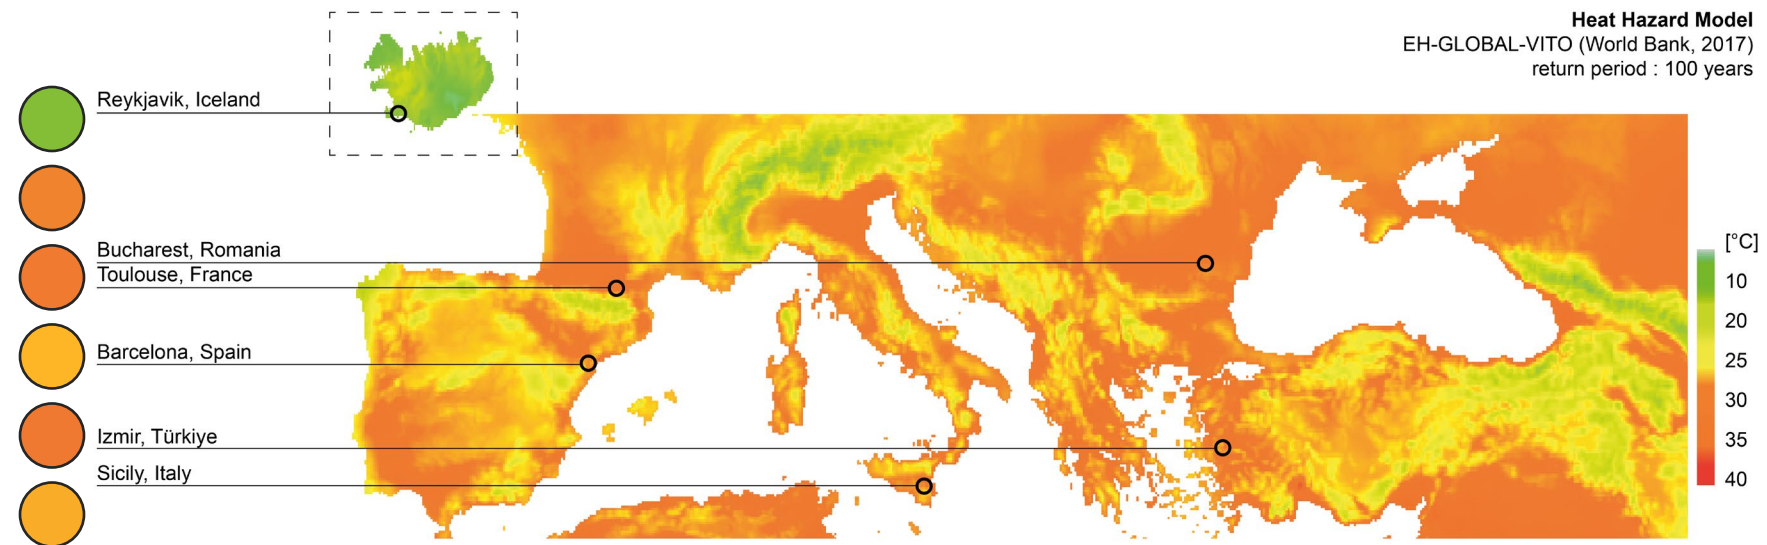 Heat Hazard Model
EH-GLOBAL-VITO (World Bank, 2017)
return period : 100 years
Reykjavik, Iceland
Bucharest, Romania
Toulouse, France
Barcelona, Spain
Izmir, Türkiye
Sicily, Italy
[°C]
10
20
25
30
35
40